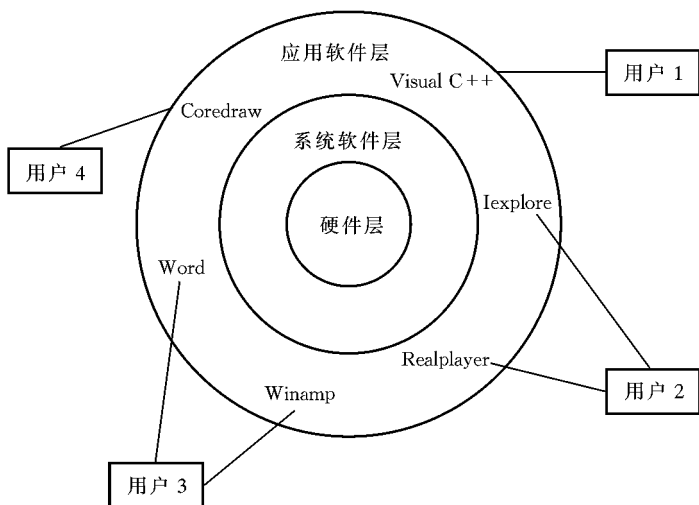 应用软件层
Visual C++
用户 1
Coredraw
系统软件层
用户 4
Iexplore
硬件层
Word
Realplayer
用户 2
Winamp
用户 3